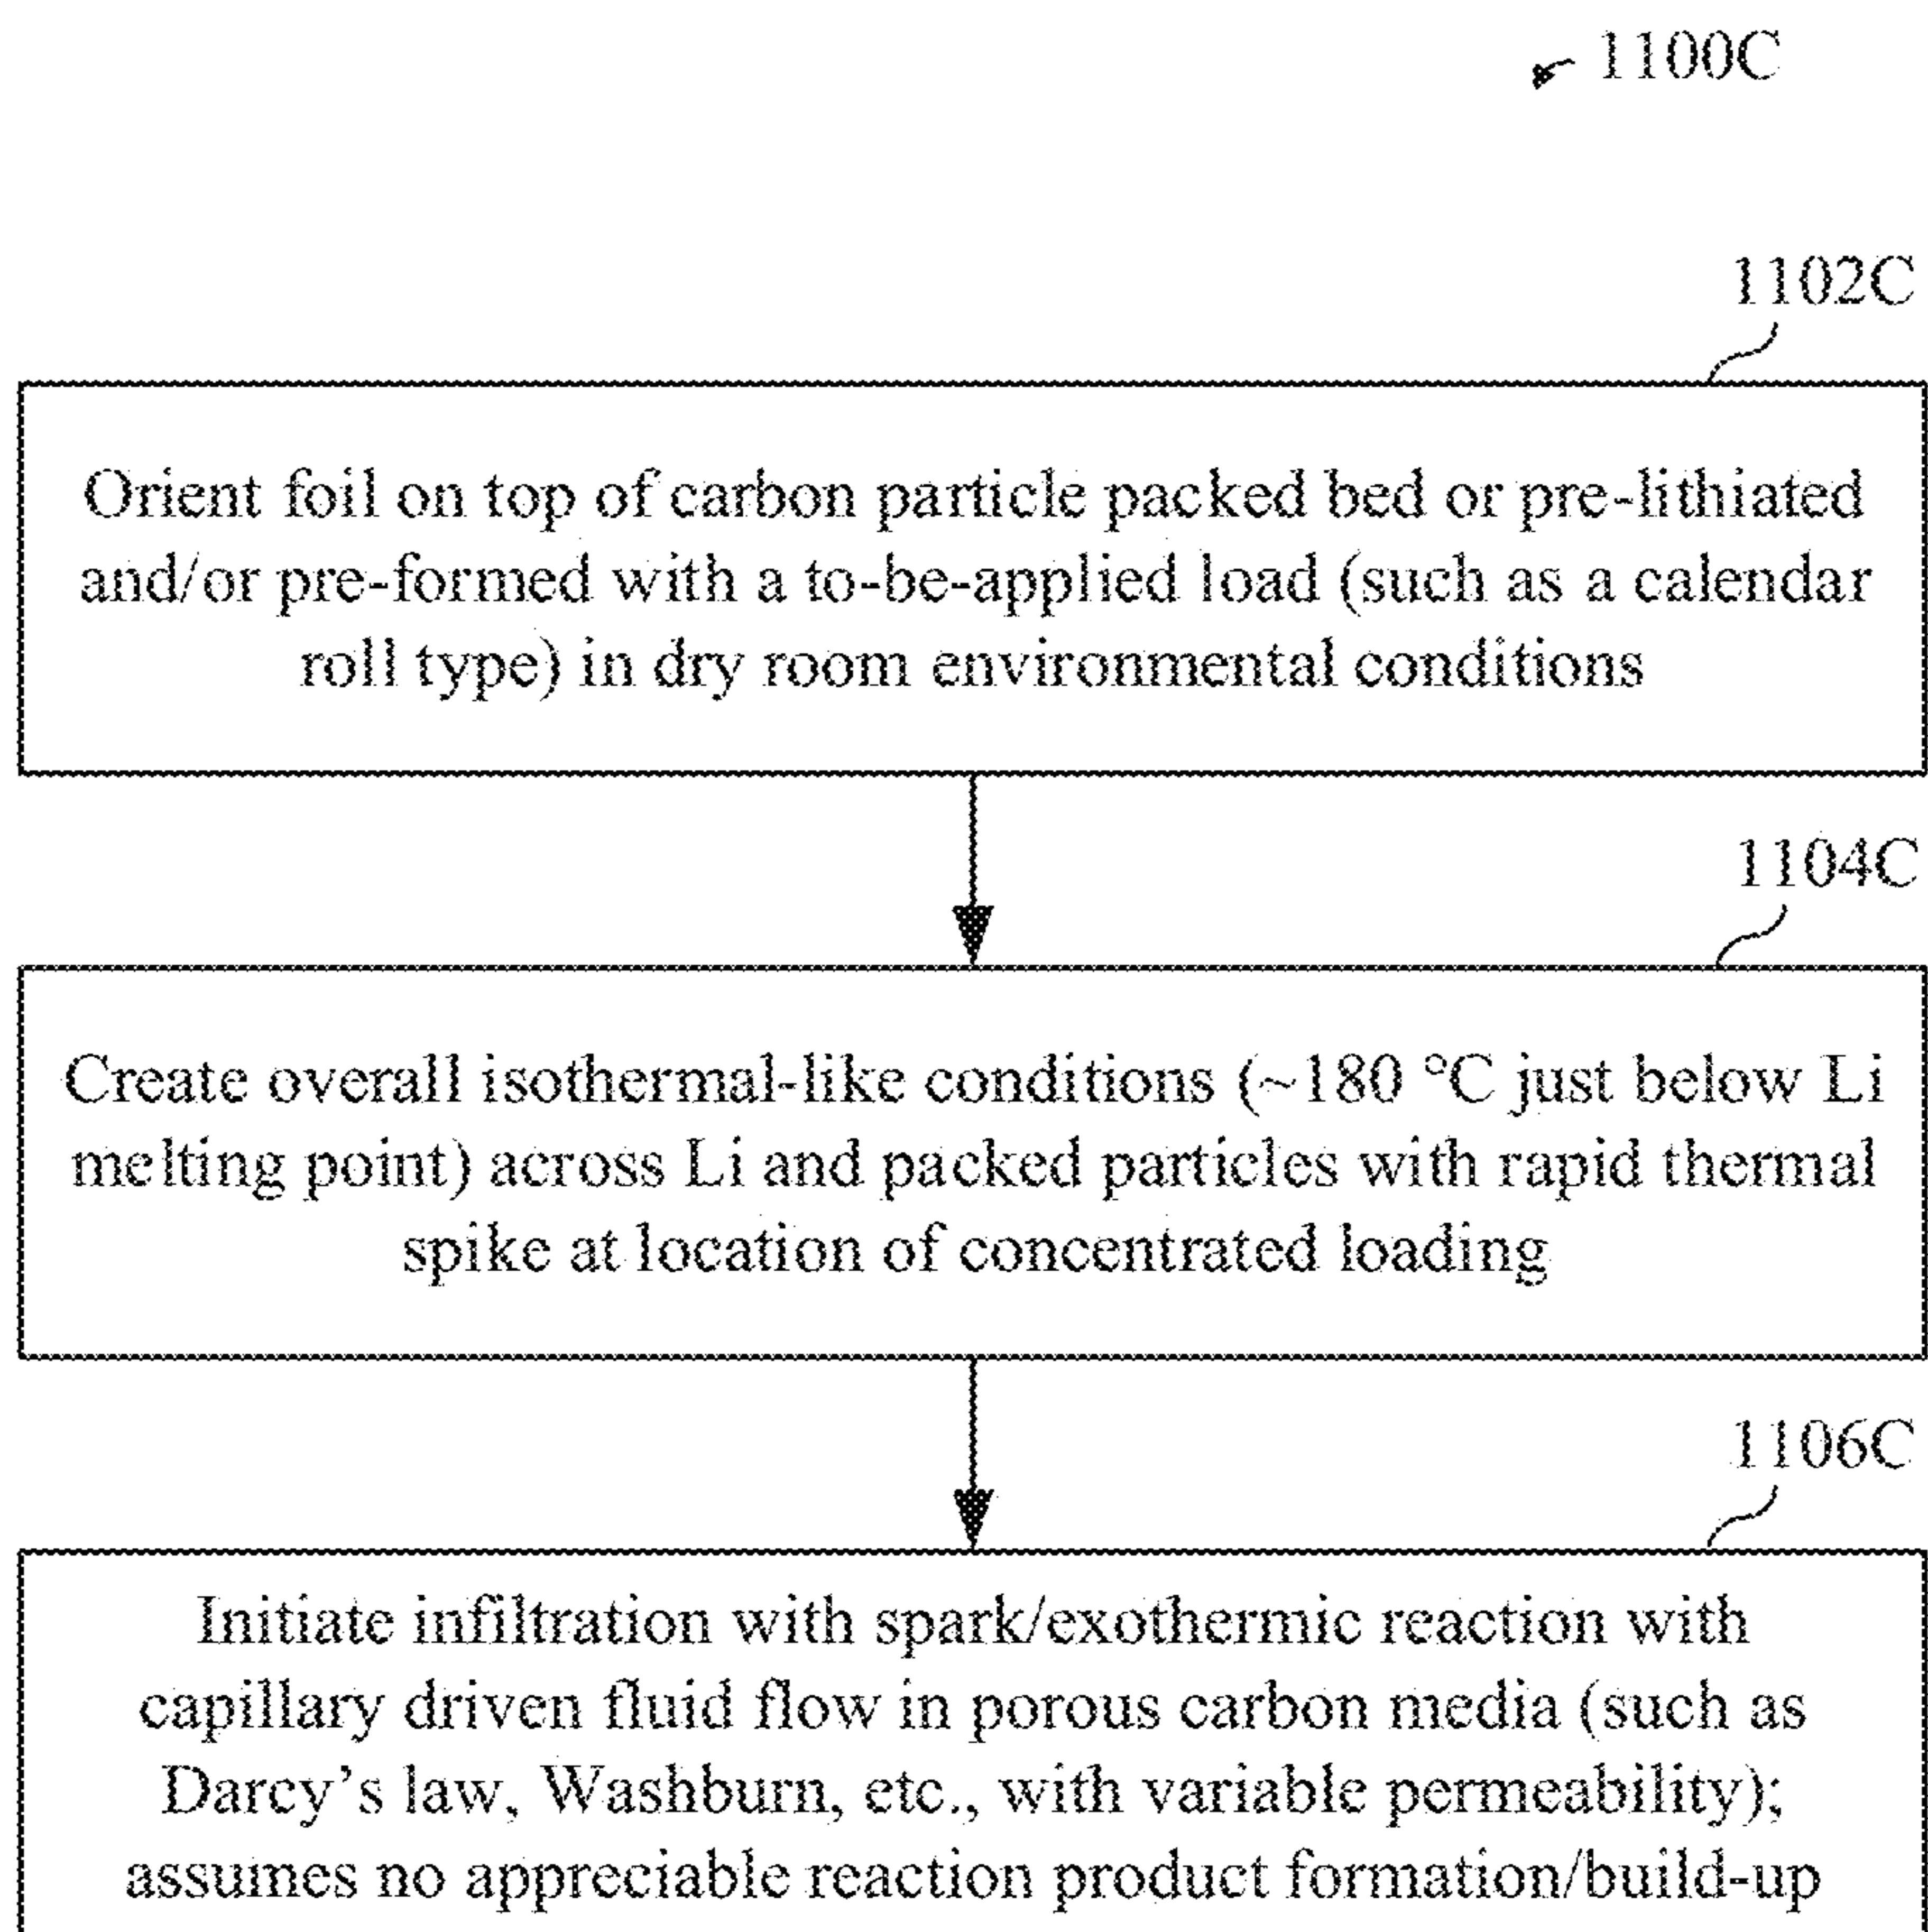 1100C
1102C
Orient foil on top of carbon particle packed bed or pre-lithiated
and/or pre-formed with a to-be-applied load (such as a calendar
roll type) in dry room environmental conditions
1104C
Create overall isothermal-like conditions (~180 °C just below Li
melting point) across Li and packed particles with rapid thermal
spike at location of concentrated loading
1106C
Initiate infiltration with spark/exothermic reaction with
capillary driven fluid flow in porous carbon media (such as
Darcy's law, Washburn, etc., with variable permeability);
assumes no appreciable reaction product formation/build-up